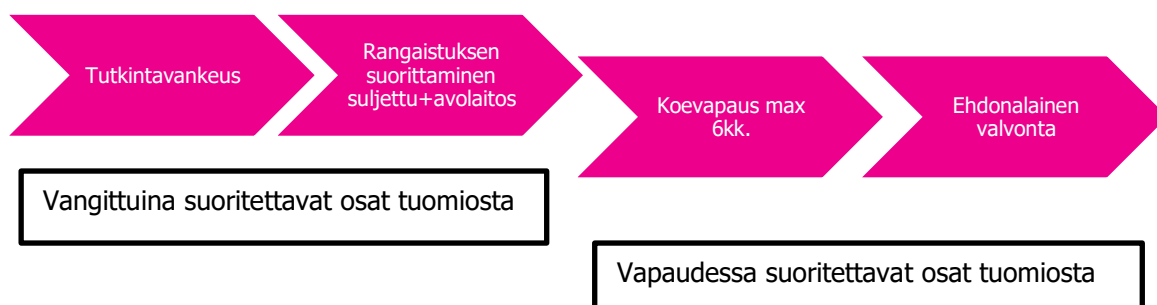 Tutkintavankeus
Rangaistuksen
suorittaminen
suljettu+avolaitos
Koevapaus max
6kk.
Ehdonalainen
valvonta
Vangittuina suoritettavat osat tuomiosta
Vapaudessa suoritettavat osat tuomiosta